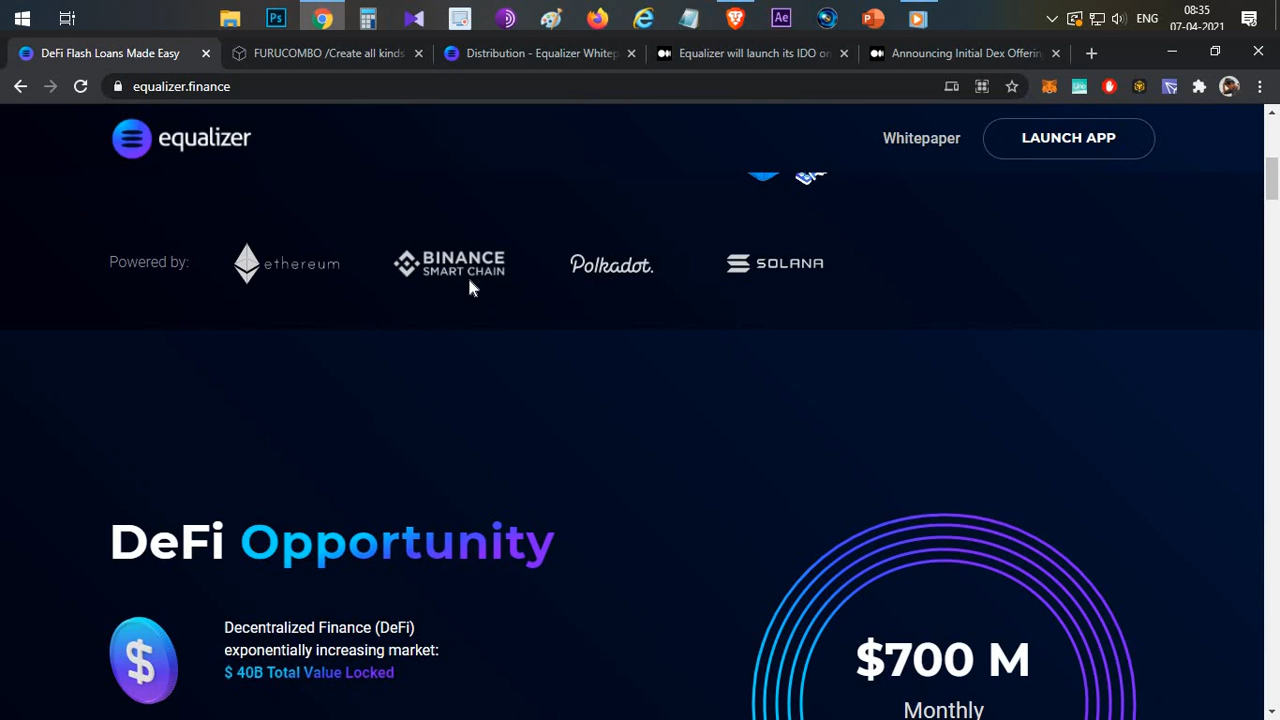 08:35
ENG
07-04-2021
DeFi Flash Loans Made Easy
FURUCOMBO /Create all kinds
Distribution - Equalizer Whitep
Equalizer will launch its IDO on
Announcing Initial Dex Offering
equalizer.finance
equalizer
Whitepaper
LAUNCH APP
Powered by:
ethereum
BINANCE
SMART CHAIN
Polkadot.
SOLANA
DeFi Opportunity
Decentralized Finance (DeFi)
exponentially increasing market:
$ 40B Total Value Locked
$700 M
Monthly